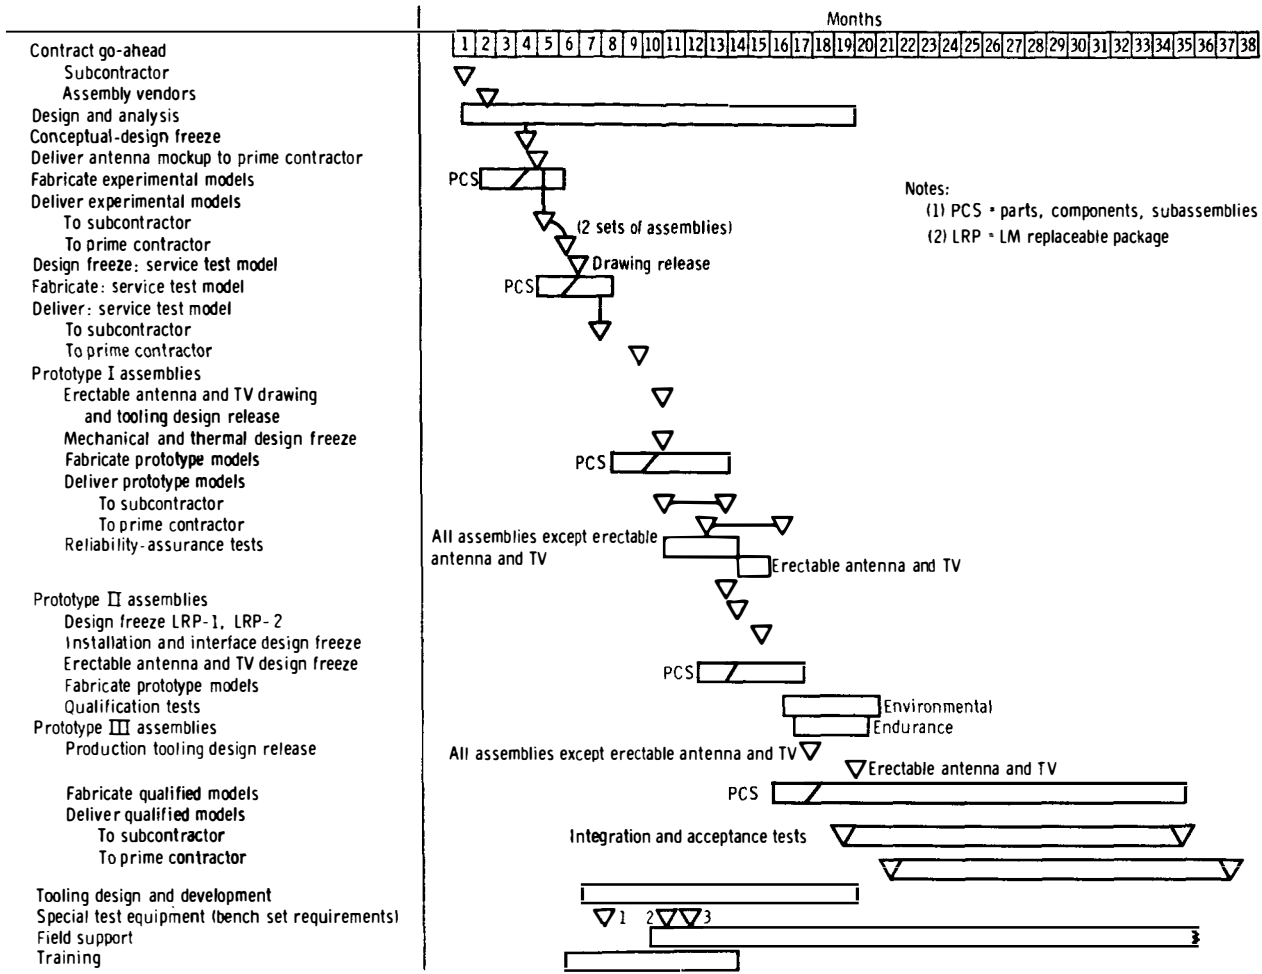 Months
1 2 3 4 5 6 7 8 9 10 11 12 13 14 15 16 17 18 19 20 21 22 23 24 25 26 27 28 29 30 31 32 33 34 35 36 37 38
Contract go-ahead
Subcontractor
Assembly vendors
Design and analysis
Conceptual-design freeze
Deliver antenna mockup to prime contractor
Fabricate experimental models
PCS
Deliver experimental models
To subcontractor
(2 sets of assemblies)
To prime contractor
Design freeze: service test model
Drawing release
Fabricate: service test model
PCS
Deliver: service test model
To subcontractor
To prime contractor
Notes:
(1) PCS = parts, components, subassemblies
(2) LRP = LM replaceable package
Prototype I assemblies
Erectable antenna and TV drawing
and tooling design release
Mechanical and thermal design freeze
Fabricate prototype models
PCS
Deliver prototype models
To subcontractor
To prime contractor
Reliability-assurance tests
All assemblies except erectable
antenna and TV
Erectable antenna and TV
Prototype II assemblies
Design freeze LRP-1, LRP-2
Installation and interface design freeze
Erectable antenna and TV design freeze
Fabricate prototype models
PCS
Qualification tests
Environmental
Endurance
Prototype III assemblies
Production tooling design release
All assemblies except erectable antenna and TV
Erectable antenna and TV
Fabricate qualified models
PCS
Deliver qualified models
To subcontractor
Integration and acceptance tests
To prime contractor
Tooling design and development
Special test equipment (bench set requirements)
1 2 3
Field support
Training